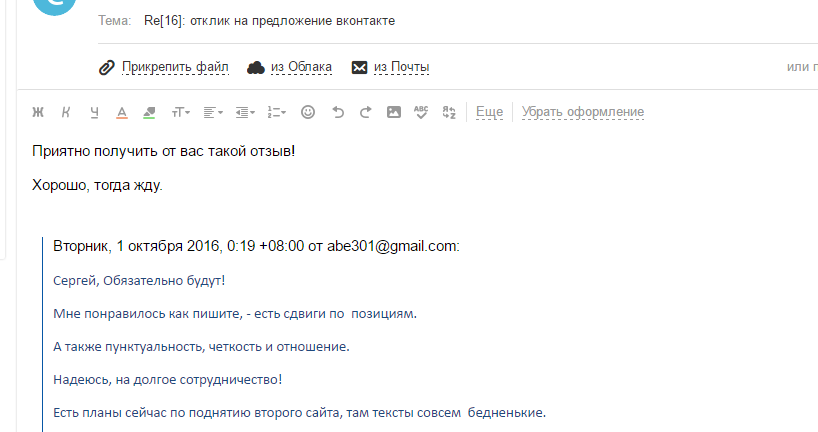 Тема: Re[16]: отклик на предложение вконтакте
Прикрепить файл из Облака из Почты или п
Ж К Ч А тТ ABC Еще Убрать оформление
Приятно получить от вас такой отзыв!
Хорошо, тогда жду.
Вторник, 1 октября 2016, 0:19 +08:00 от abe301@gmail.com:
Сергей, Обязательно будут!
Мне понравилось как пишите, - есть сдвиги по позициям.
А также пунктуальность, четкость и отношение.
Надеюсь, на долгое сотрудничество!
Есть планы сейчас по поднятию второго сайта, там тексты совсем бедненькие.